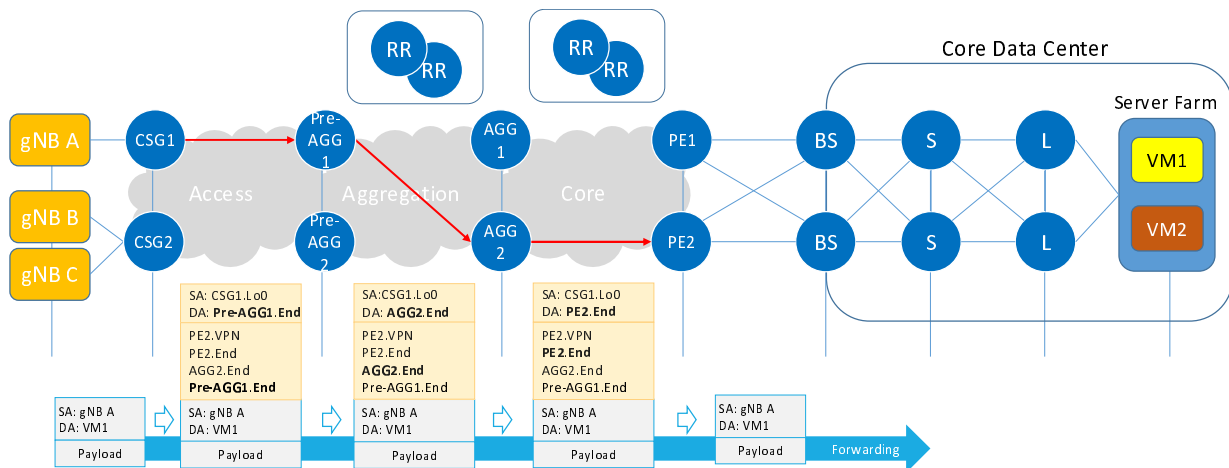 RR
RR
RR
RR
Core Data Center
Server Farm
gNB A
CSG1
Pre-
AGG
1
AGG
1
PE1
BS
S
L
VM1
Access
Aggregation
Core
gNB B
gNB C
CSG2
Pre-
AGG
2
AGG
2
PE2
BS
S
L
VM2
SA: CSG1.Lo0
DA: Pre-AGG1.End
PE2.VPN
PE2.End
AGG2.End
Pre-AGG1.End
SA: gNB A
DA: VM1
Payload
SA:CSG1.Lo0
DA: AGG2.End
PE2.VPN
PE2.End
AGG2.End
Pre-AGG1.End
SA: gNB A
DA: VM1
Payload
SA: CSG1.Lo0
DA: PE2.End
PE2.VPN
PE2.End
AGG2.End
Pre-AGG1.End
SA: gNB A
DA: VM1
Payload
SA: gNB A
DA: VM1
Payload
SA: gNB A
DA: VM1
Payload
Forwarding